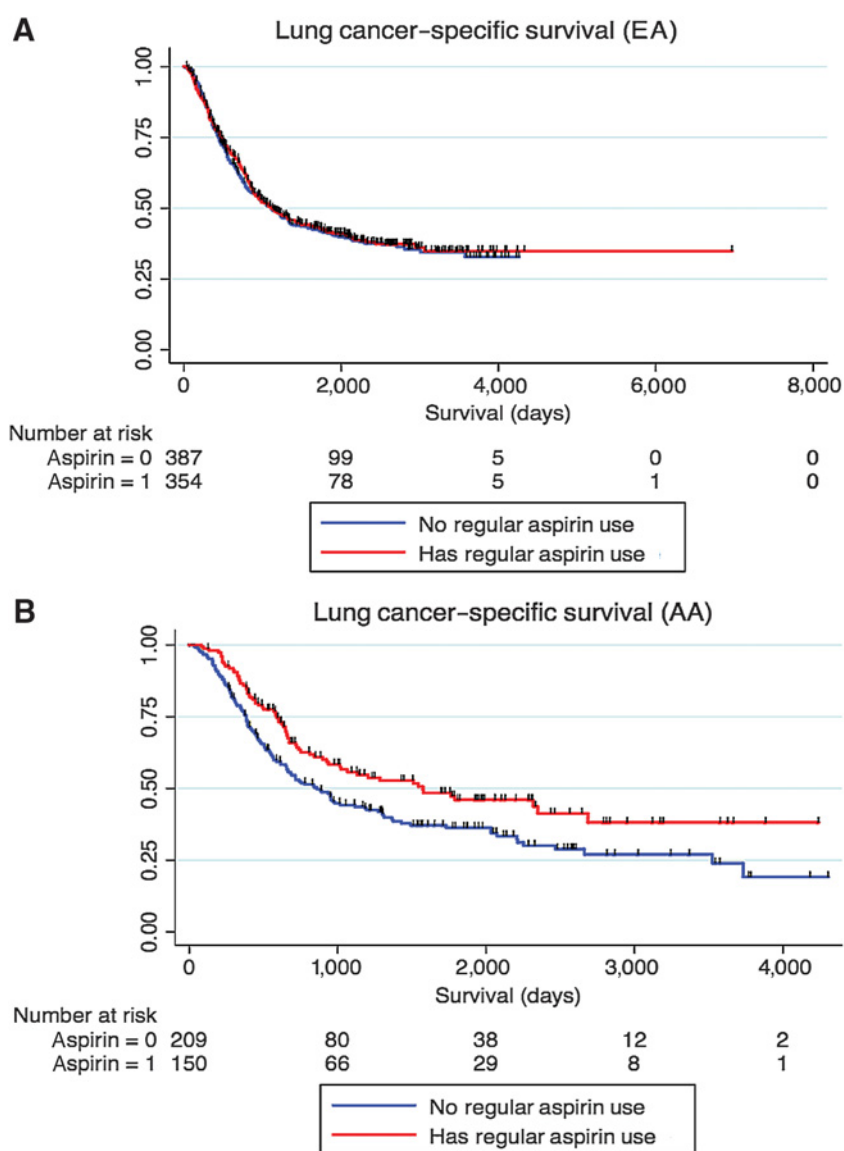 A
Lung cancer–specific survival (EA)
1.00
0.75
0.50
0.25
0.00
0 2,000 4,000 6,000 8,000
Survival (days)
Number at risk
Aspirin = 0 387 99 5 0 0
Aspirin = 1 354 78 5 1 0
No regular aspirin use
Has regular aspirin use
B
Lung cancer–specific survival (AA)
1.00
0.75
0.50
0.25
0.00
0 1,000 2,000 3,000 4,000
Survival (days)
Number at risk
Aspirin = 0 209 80 38 12 2
Aspirin = 1 150 66 29 8 1
No regular aspirin use
Has regular aspirin use